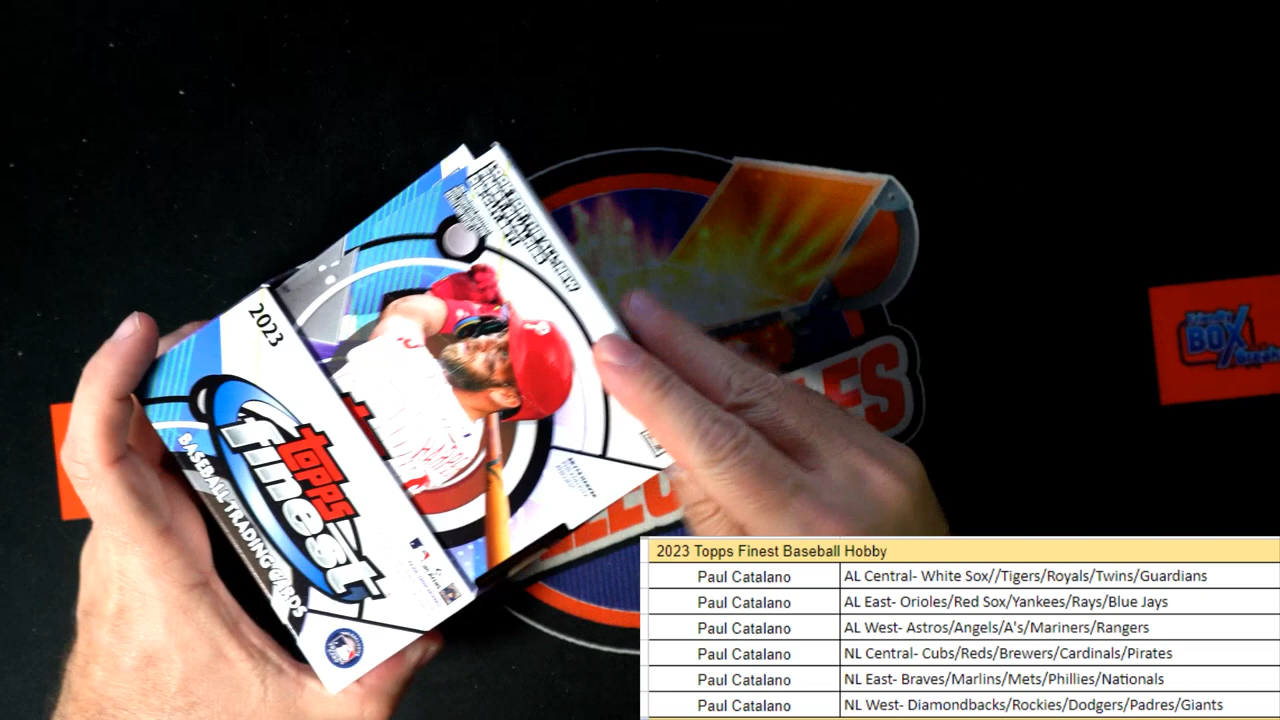 2023
topps
finest
BASEBALL TRADING CARDS
BOX
2023 Topps Finest Baseball Hobby
Paul Catalano AL Central- White Sox//Tigers/Royals/Twins/Guardians
Paul Catalano AL East- Orioles/Red Sox/Yankees/Rays/Blue Jays
Paul Catalano AL West- Astros/Angels/A's/Mariners/Rangers
Paul Catalano NL Central- Cubs/Reds/Brewers/Cardinals/Pirates
Paul Catalano NL East- Braves/Marlins/Mets/Phillies/Nationals
Paul Catalano NL West- Diamondbacks/Rockies/Dodgers/Padres/Giants